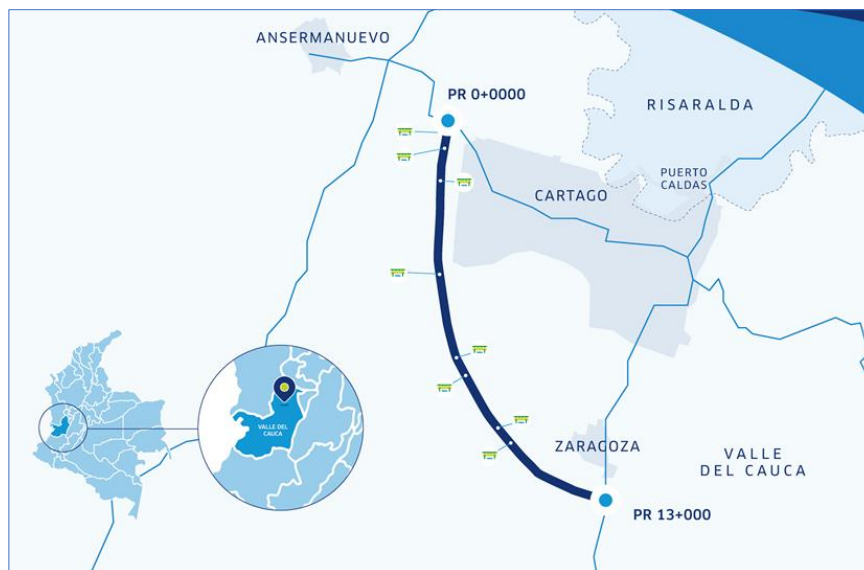 ANSERMANUEVO
PR 0+0000
RISARALDA
PUERTO
CALDAS
CARTAGO
VALLE DEL
CAUCA
ZARAGOZA
VALLE
DEL CAUCA
PR 13+000